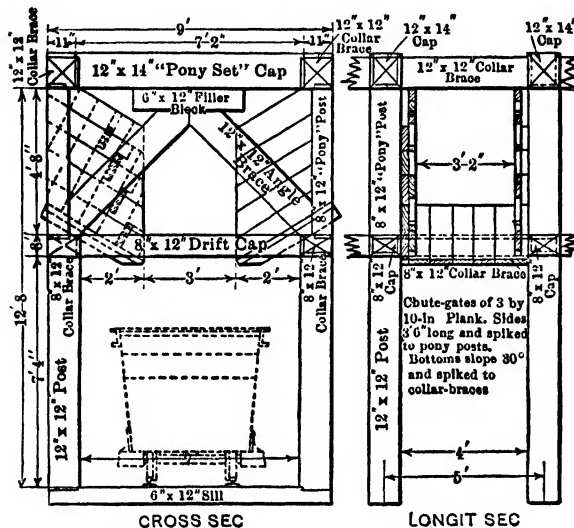 9'
11"
7'-2"
11"
12" x 12"
Collar Brace
12" x 12"
Collar
Brace
12" x 14" "Pony Set" Cap
6" x 12" Filler
Block
12" x 12" Angle
Brace
8" x 12" "Pony" Post
4'-8"
8"
8" x 12" Drift Cap
2'
3'
2'
8" x 12"
Collar Brace
8" x 12"
Collar Brace
12'-8
7'-4"
12" x 12" Post
7'
6" x 12" Sill
CROSS SEC
12" x 14"
Cap
12" x 14"
Cap
12" x 12" Collar
Brace
8" x 12" "Pony" Post
3'-2"
8" x 12" Collar Brace
8" x 12"
Cap
8" x 12"
Cap
Chute-gates of 3 by
10-in Plank. Sides
3'6" long and spiked
to pony posts.
Bottoms slope 30°
and spiked to
collar-braces
12" x 12" Post
4'
5'
LONGIT SEC